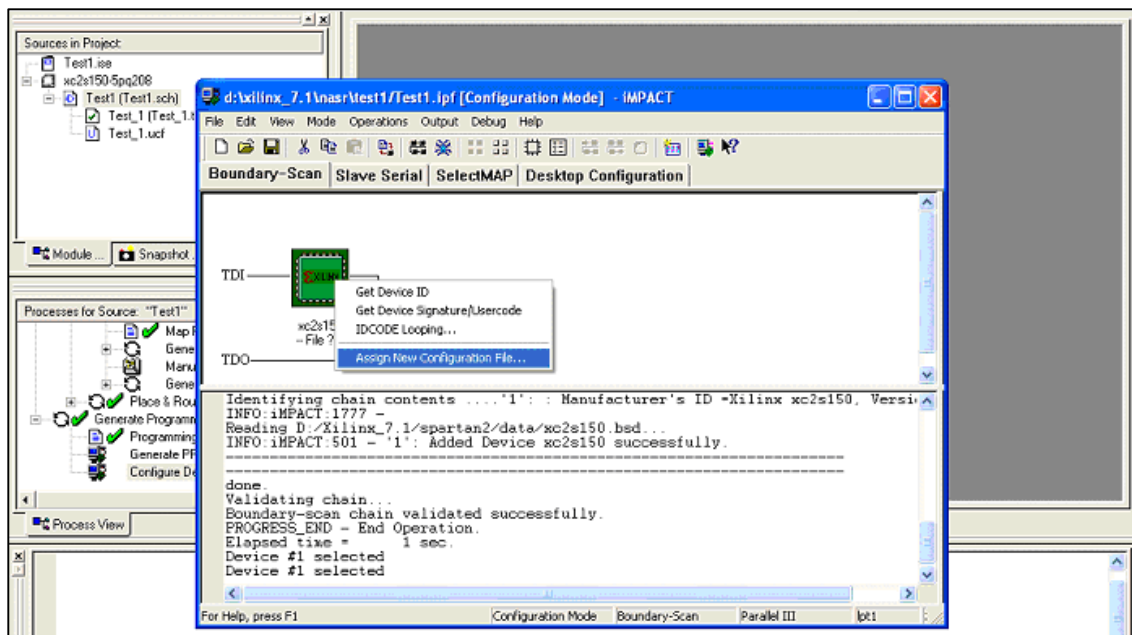 Sources in Project:
Test1.ise
xc2s150-5pq208
Test1 (Test1.sch)
Test_1 (Test_1.t
Test_1.ucf
Module ...
Snapshot .
Processes for Source: "Test1"
Map F
Gene
Manu
Gene
Place & Rou
Generate Programm
Programming
Generate PR
Configure De
Process View
d:\xilinx_7.1\nasr\test1/Test1.ipf [Configuration Mode] - iMPACT
File Edit View Mode Operations Output Debug Help
Boundary-Scan Slave Serial SelectMAP Desktop Configuration
TDI
xc2s15
-- File ?
TDO
Get Device ID
Get Device Signature/Usercode
IDCODE Looping...
Assign New Configuration File...
Identifying chain contents ....'1': : Manufacturer's ID =Xilinx xc2s150, Versi
INFO:iMPACT:1777 -
Reading D:/Xilinx_7.1/spartan2/data/xc2s150.bsd...
INFO:iMPACT:501 - '1': Added Device xc2s150 successfully.
----------------------------------------------------------------------
----------------------------------------------------------------------
done.
Validating chain...
Boundary-scan chain validated successfully.
PROGRESS_END - End Operation.
Elapsed time =      1 sec.
Device #1 selected
Device #1 selected
For Help, press F1
Configuration Mode
Boundary-Scan
Parallel III
lpt1